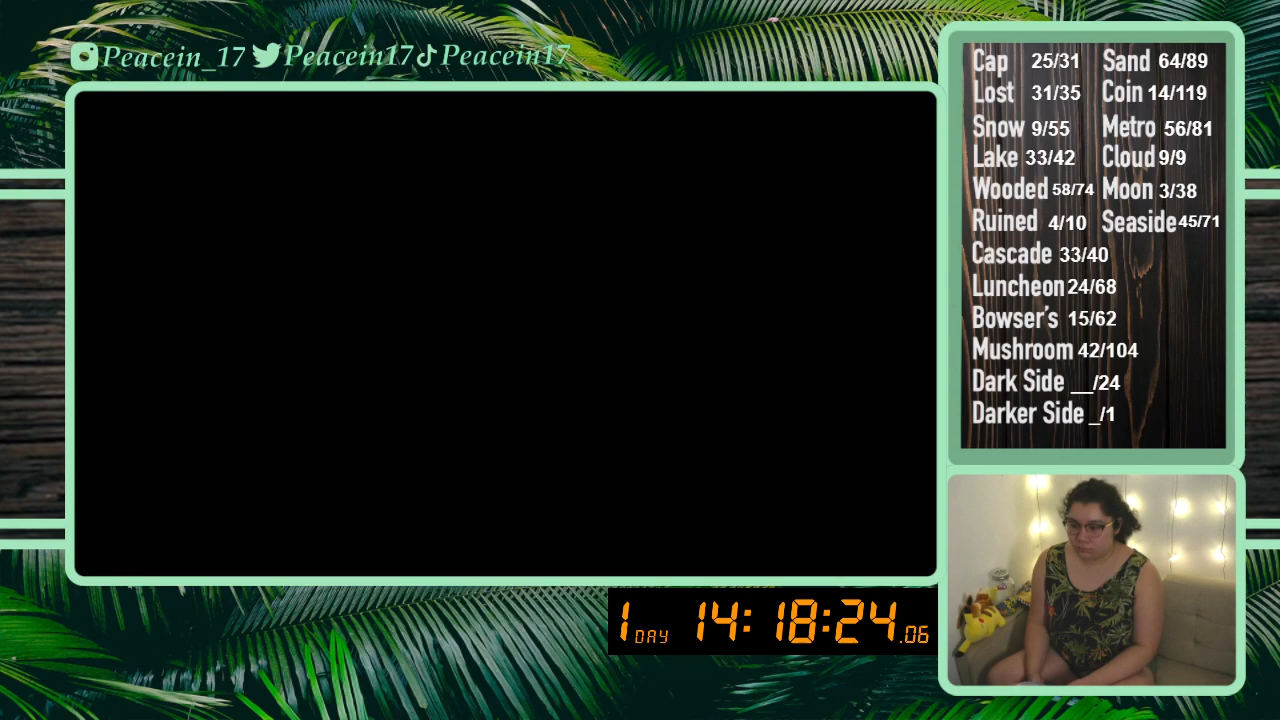 Peacein_17 Peacein17 Peacein17
Cap 25/31 Sand 64/89
Lost 31/35 Coin 14/119
Snow 9/55 Metro 56/81
Lake 33/42 Cloud 9/9
Wooded 58/74 Moon 3/38
Ruined 4/10 Seaside 45/71
Cascade 33/40
Luncheon 24/68
Bowser's 15/62
Mushroom 42/104
Dark Side __/24
Darker Side _/1
1 DAY 14:18:24.06